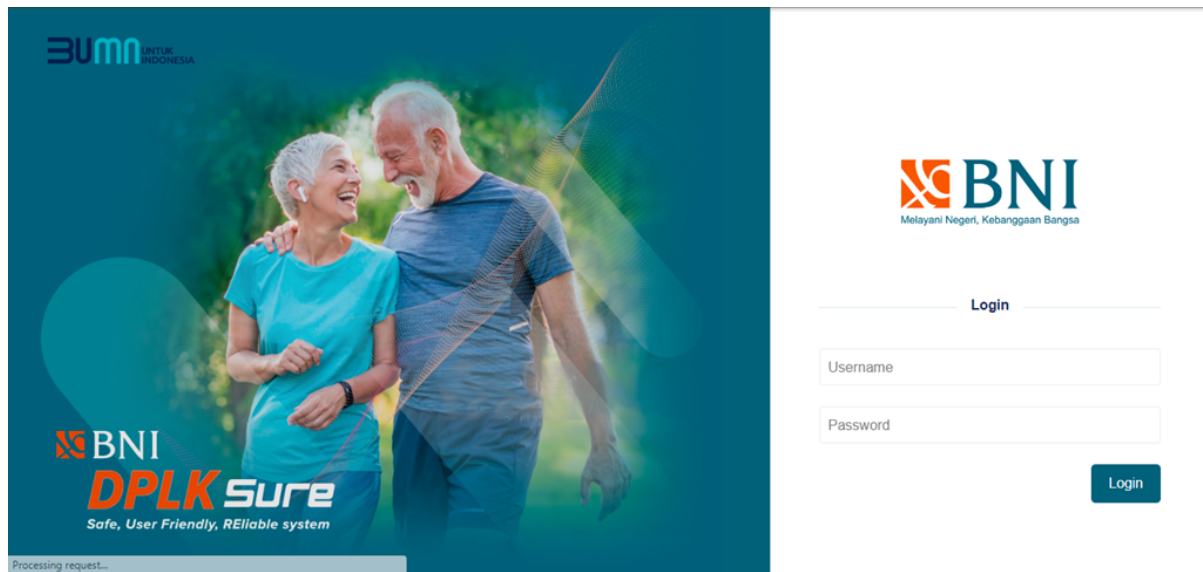 BUMN UNTUK
INDONESIA
BNI
DPLK Sure
Safe, User Friendly, REliable system
Processing request...
BNI
Melayani Negeri, Kebanggaan Bangsa
Login
Username
Password
Login